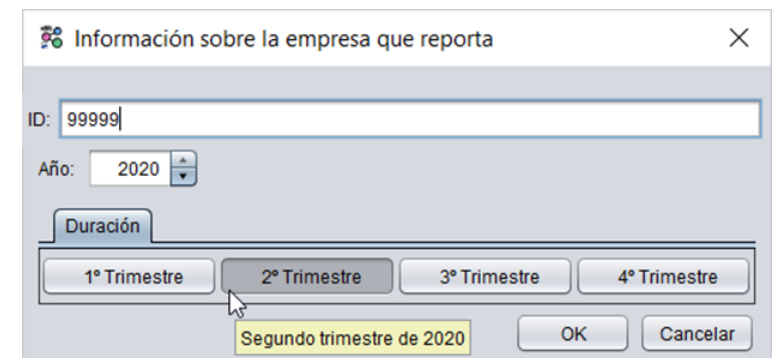 Información sobre la empresa que reporta
ID: 99999
Año: 2020
Duración
1º Trimestre 2º Trimestre 3º Trimestre 4º Trimestre
Segundo trimestre de 2020 OK Cancelar